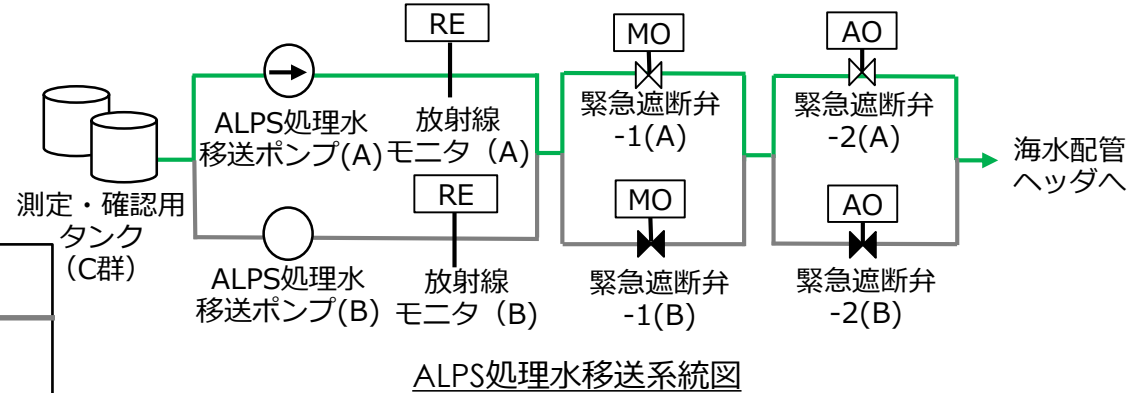 RE
MO
AO
ALPS処理水
移送ポンプ(A)
放射線
モニタ（A）
緊急遮断弁
-1(A)
緊急遮断弁
-2(A)
海水配管
ヘッダへ
測定・確認用
タンク
（C群）
RE
MO
AO
ALPS処理水
移送ポンプ(B)
放射線
モニタ（B）
緊急遮断弁
-1(B)
緊急遮断弁
-2(B)
ALPS処理水移送系統図